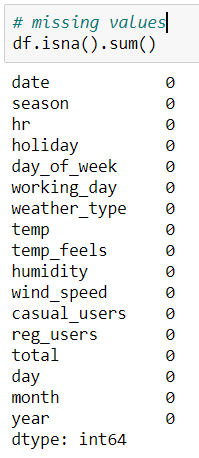 # missing values
df.isna().sum()
date 0
season 0
hr 0
holiday 0
day_of_week 0
working_day 0
weather_type 0
temp 0
temp_feels 0
humidity 0
wind_speed 0
casual_users 0
reg_users 0
total 0
day 0
month 0
year 0
dtype: int64